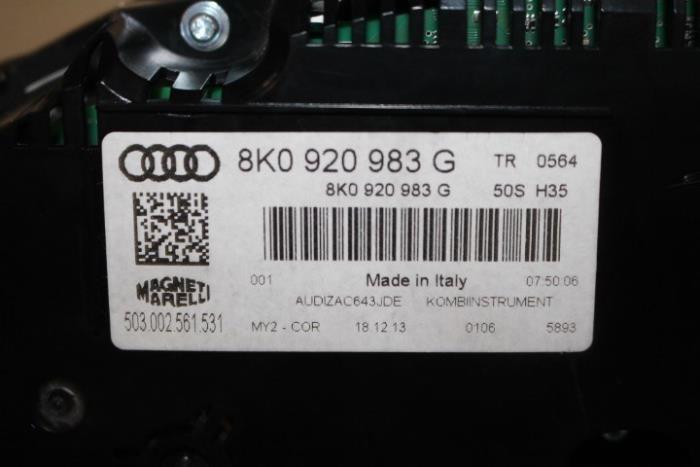 8K0 920 983 G TR 0564
8K0 920 983 G 50S H35
001 Made in Italy 07:50:06
MAGNETI MARELLI AUDIZAC643JDE KOMBIINSTRUMENT
503.002.561.531 MY2 - COR 18.12.13 0106 5893